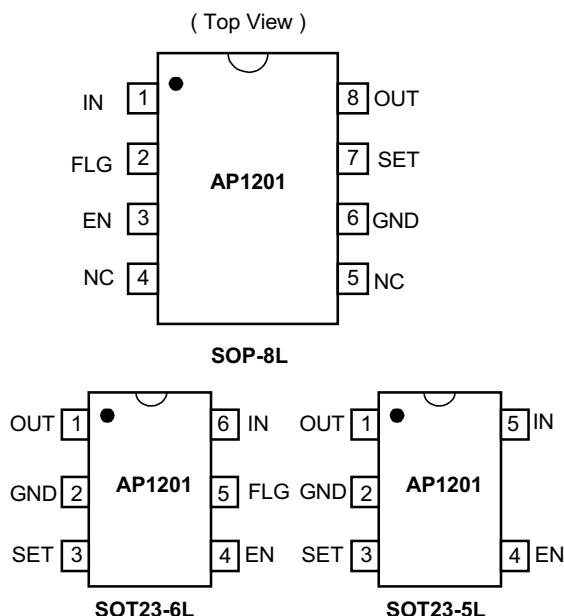 ( Top View )
IN 1 8 OUT
FLG 2 7 SET
AP1201
EN 3 6 GND
NC 4 5 NC
SOP-8L
OUT 1 6 IN
GND 2 AP1201 5 FLG
SET 3 4 EN
SOT23-6L
OUT 1 5 IN
GND 2 AP1201
SET 3 4 EN
SOT23-5L